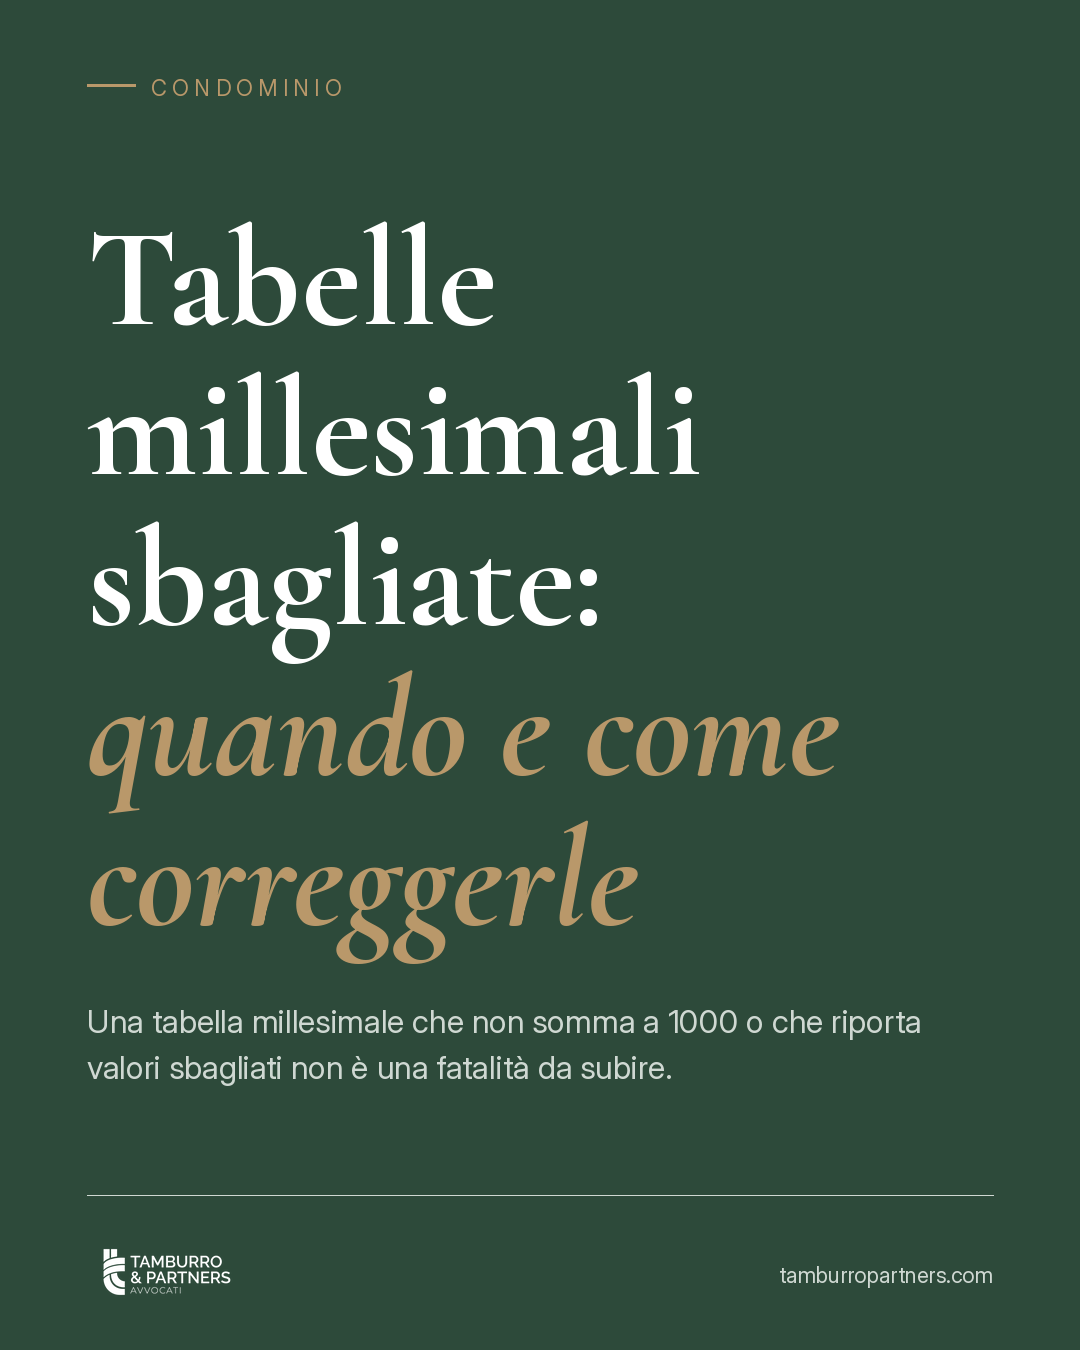 CONDOMINIO
Tabelle
millesimali
sbagliate:
quando e come
correggerle
Una tabella millesimale che non somma a 1000 o che riporta
valori sbagliati non è una fatalità da subire.
TAMBURRO
& PARTNERS
AVVOCATI
tamburropartners.com